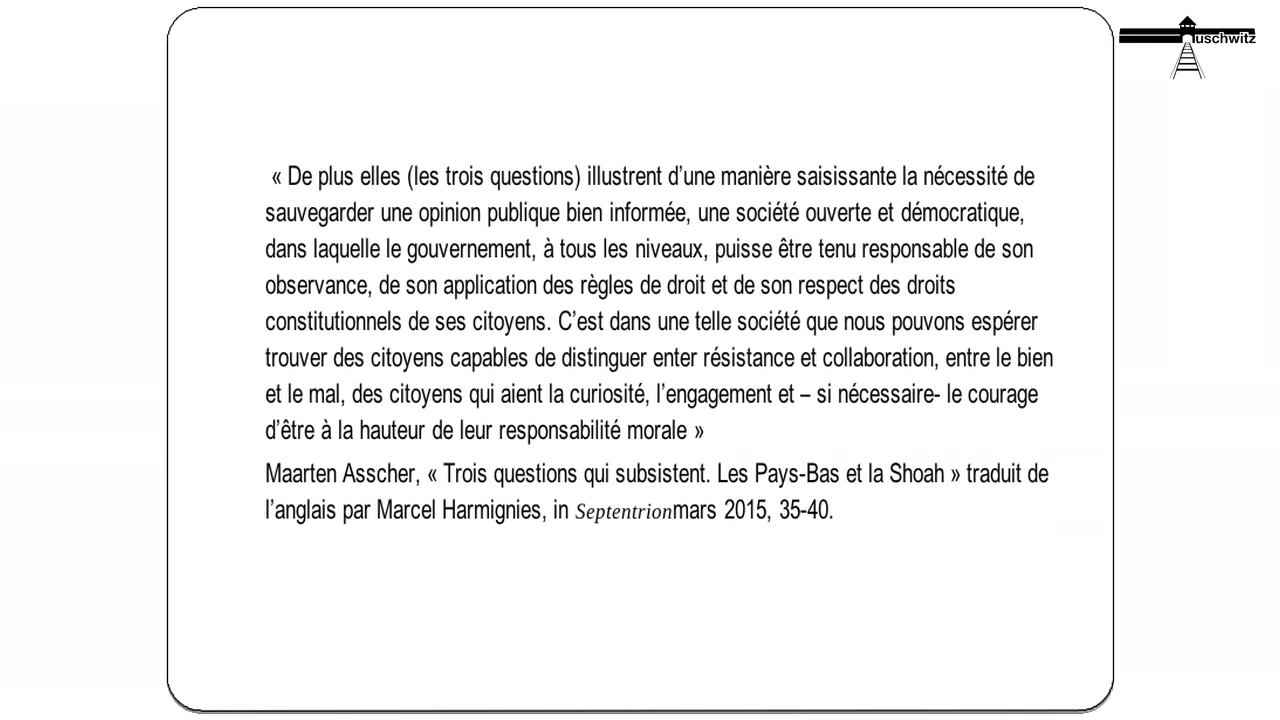 uschwitz
« De plus elles (les trois questions) illustrent d’une manière saisissante la nécessité de
sauvegarder une opinion publique bien informée, une société ouverte et démocratique,
dans laquelle le gouvernement, à tous les niveaux, puisse être tenu responsable de son
observance, de son application des règles de droit et de son respect des droits
constitutionnels de ses citoyens. C’est dans une telle société que nous pouvons espérer
trouver des citoyens capables de distinguer enter résistance et collaboration, entre le bien
et le mal, des citoyens qui aient la curiosité, l’engagement et – si nécessaire- le courage
d’être à la hauteur de leur responsabilité morale »
Maarten Asscher, « Trois questions qui subsistent. Les Pays-Bas et la Shoah » traduit de
l’anglais par Marcel Harmignies, in Septentrionmars 2015, 35-40.